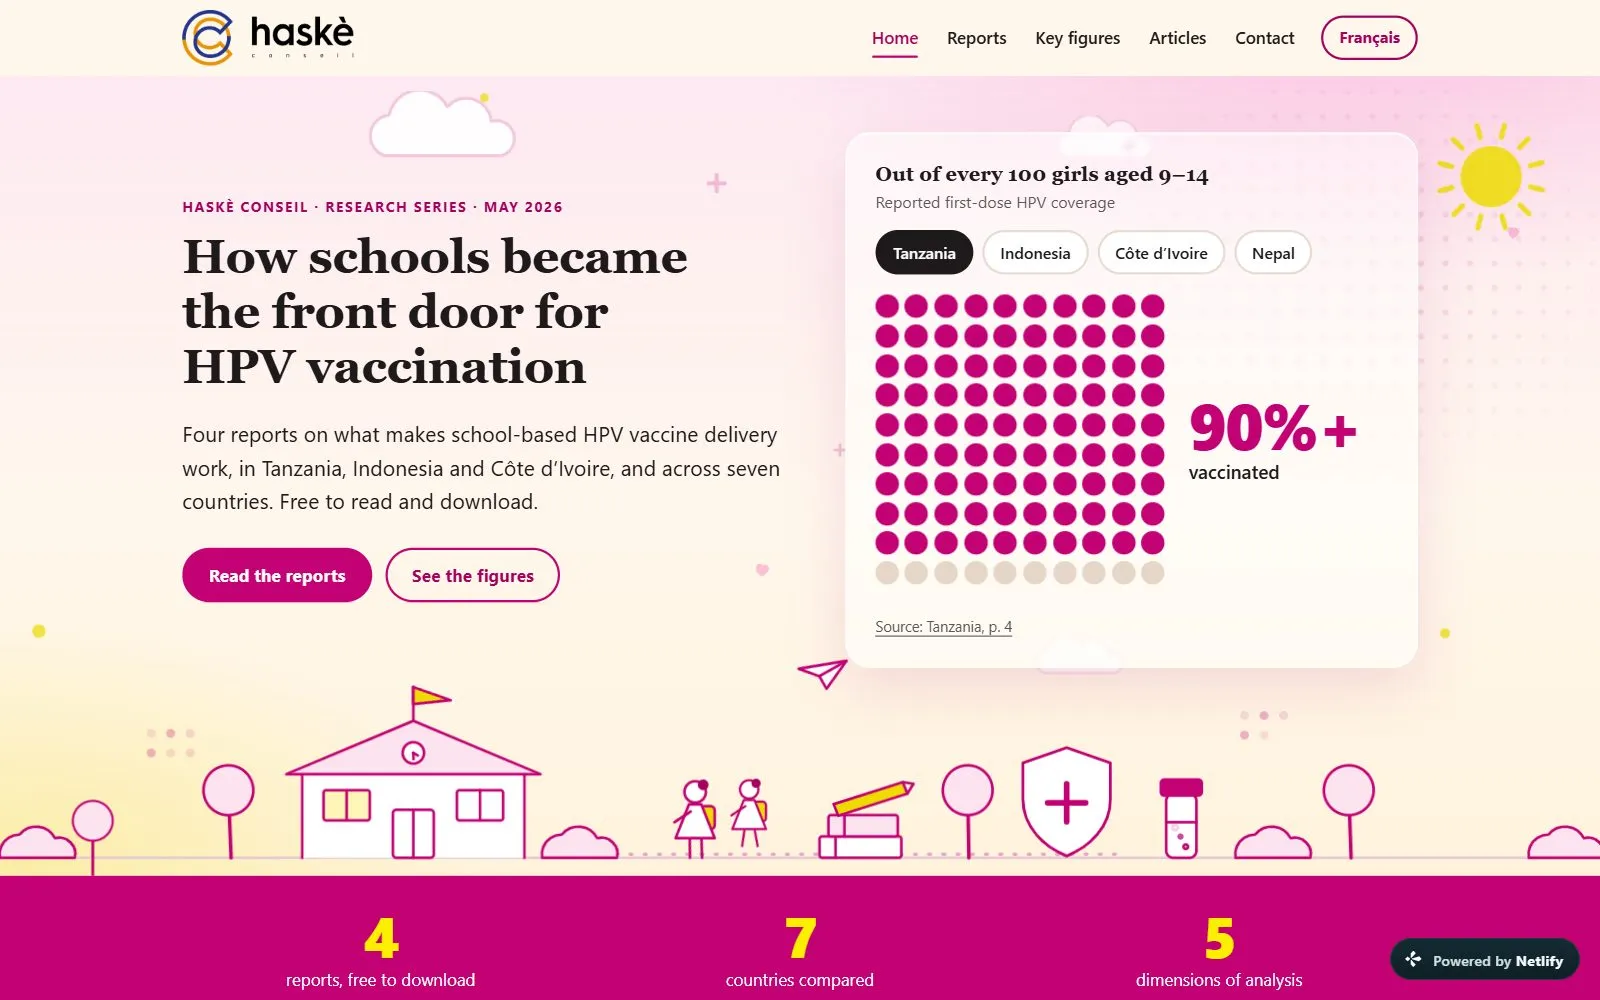 haskè
conseil
Home
Reports
Key figures
Articles
Contact
Français
HASKÈ CONSEIL · RESEARCH SERIES · MAY 2026
How schools became
the front door for
HPV vaccination
Four reports on what makes school-based HPV vaccine delivery
work, in Tanzania, Indonesia and Côte d’Ivoire, and across seven
countries. Free to read and download.
Read the reports
See the figures
Out of every 100 girls aged 9–14
Reported first-dose HPV coverage
Tanzania
Indonesia
Côte d’Ivoire
Nepal
90%+
vaccinated
Source: Tanzania, p. 4
4
reports, free to download
7
countries compared
5
dimensions of analysis
Powered by Netlify